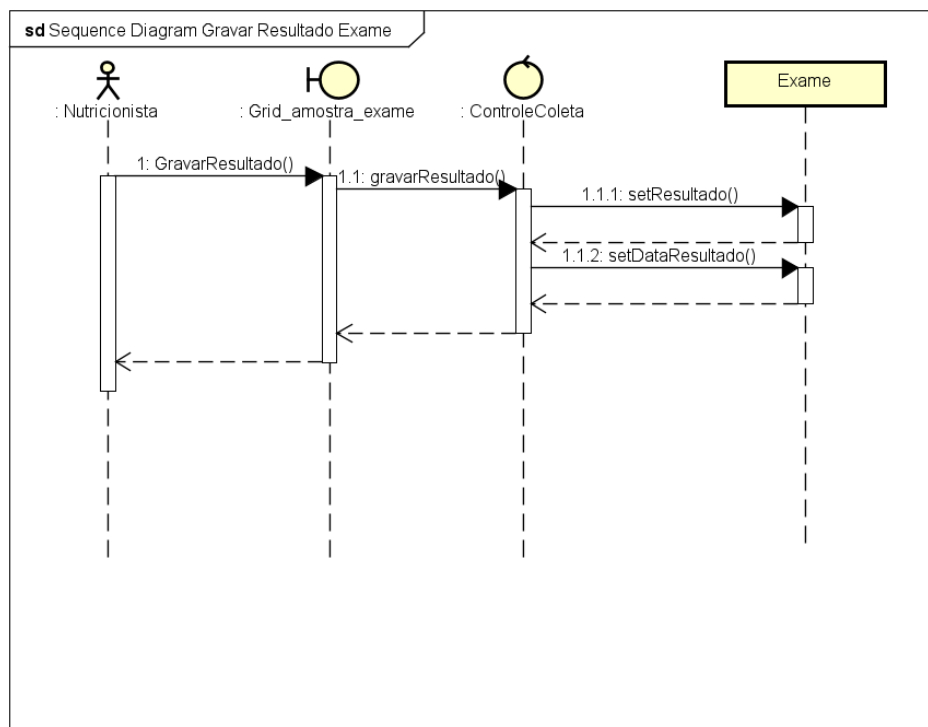 sd Sequence Diagram Gravar Resultado Exame
: Nutricionista
: Grid_amostra_exame
: ControleColeta
Exame
1: GravarResultado()
1.1: gravarResultado()
1.1.1: setResultado()
1.1.2: setDataResultado()